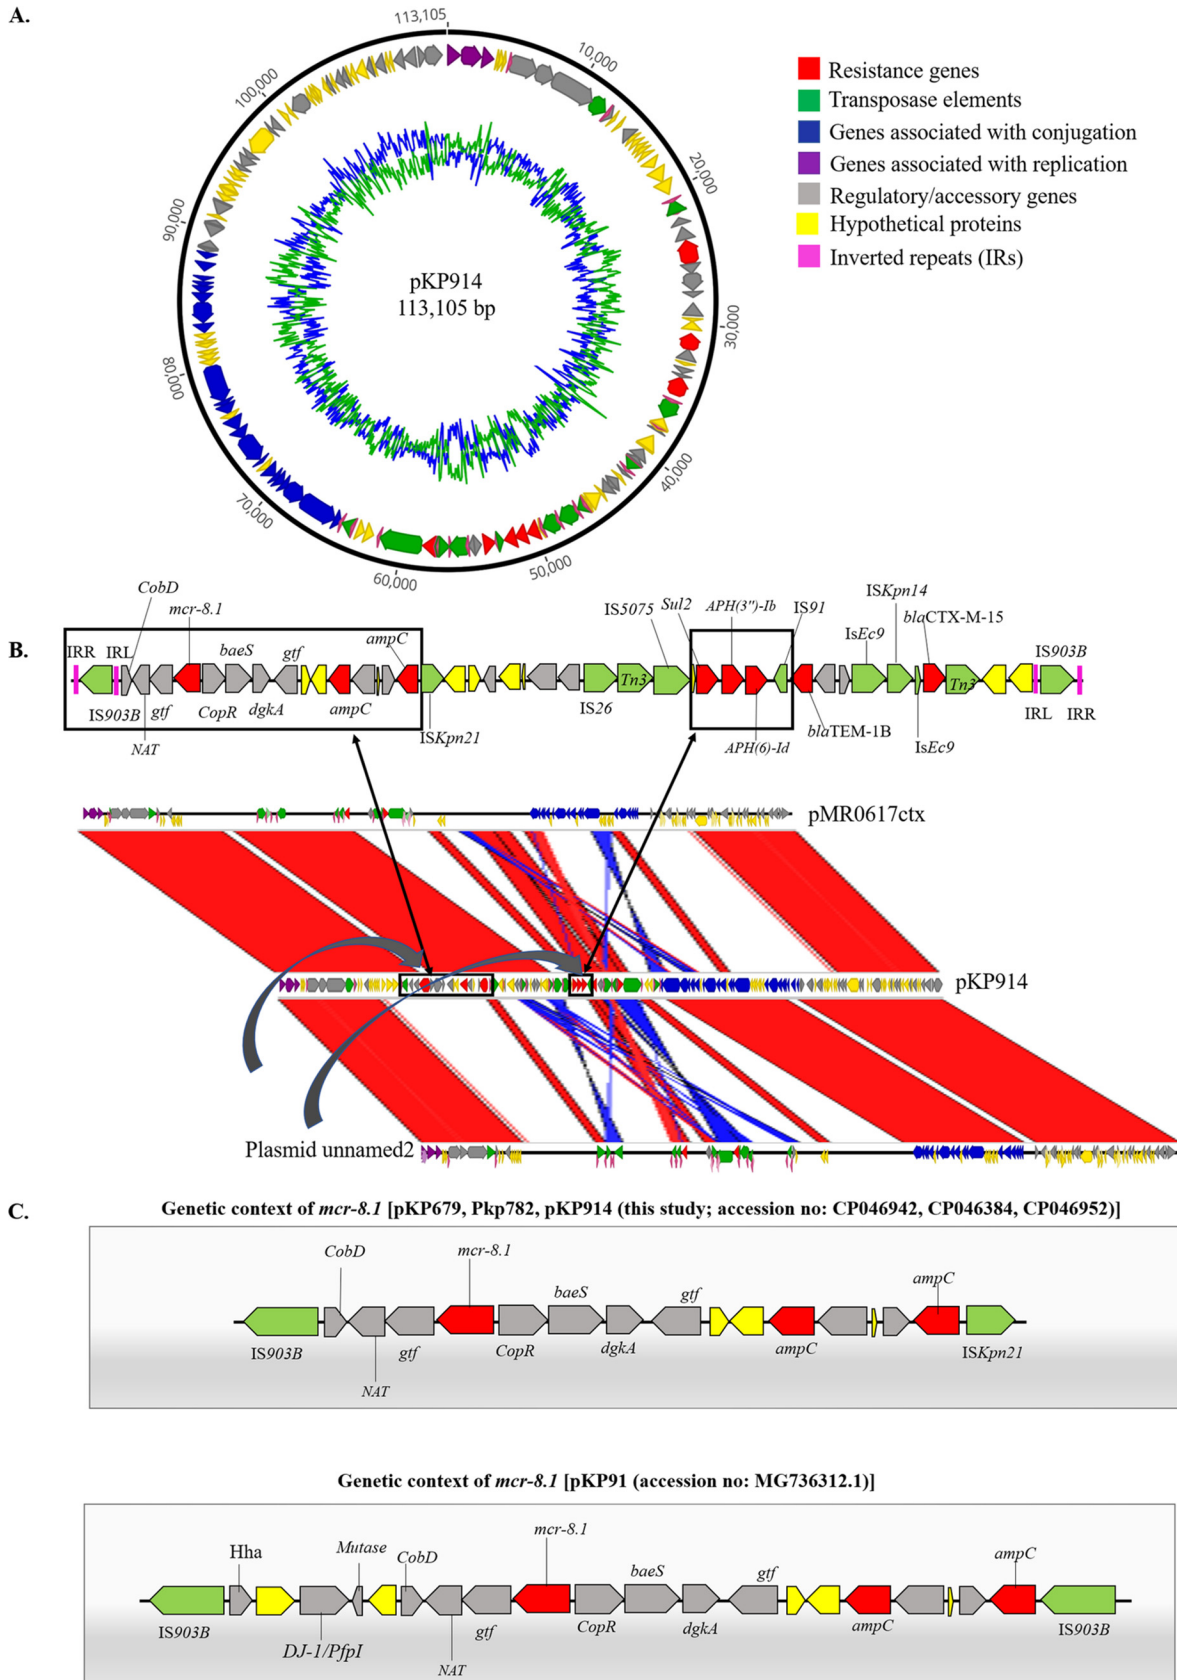 A.
113,105
10,000
20,000
30,000
40,000
50,000
60,000
70,000
80,000
90,000
100,000
pKP914
113,105 bp
Resistance genes
Transposase elements
Genes associated with conjugation
Genes associated with replication
Regulatory/accessory genes
Hypothetical proteins
Inverted repeats (IRs)
B.
CobD
mcr-8.1
IRR
IRL
baeS
gtf
ampC
IS5075
Sul2
APH(3")-Ib
IS91
ISKpn14
IsEc9
blaCTX-M-15
IS903B
Tn3
Tn3
IS903B
NAT
gtf
CopR
dgkA
ampC
ISKpn21
IS26
APH(6)-Id
blaTEM-1B
IsEc9
IRL
IRR
pMR0617ctx
pKP914
Plasmid unnamed2
C.
Genetic context of mcr-8.1 [pKP679, Pkp782, pKP914 (this study; accession no: CP046942, CP046384, CP046952)]
CobD
mcr-8.1
baeS
gtf
ampC
IS903B
NAT
gtf
CopR
dgkA
ampC
ISKpn21
Genetic context of mcr-8.1 [pKP91 (accession no: MG736312.1)]
Hha
Mutase
CobD
mcr-8.1
baeS
gtf
ampC
IS903B
DJ-1/PfpI
NAT
gtf
CopR
dgkA
ampC
IS903B